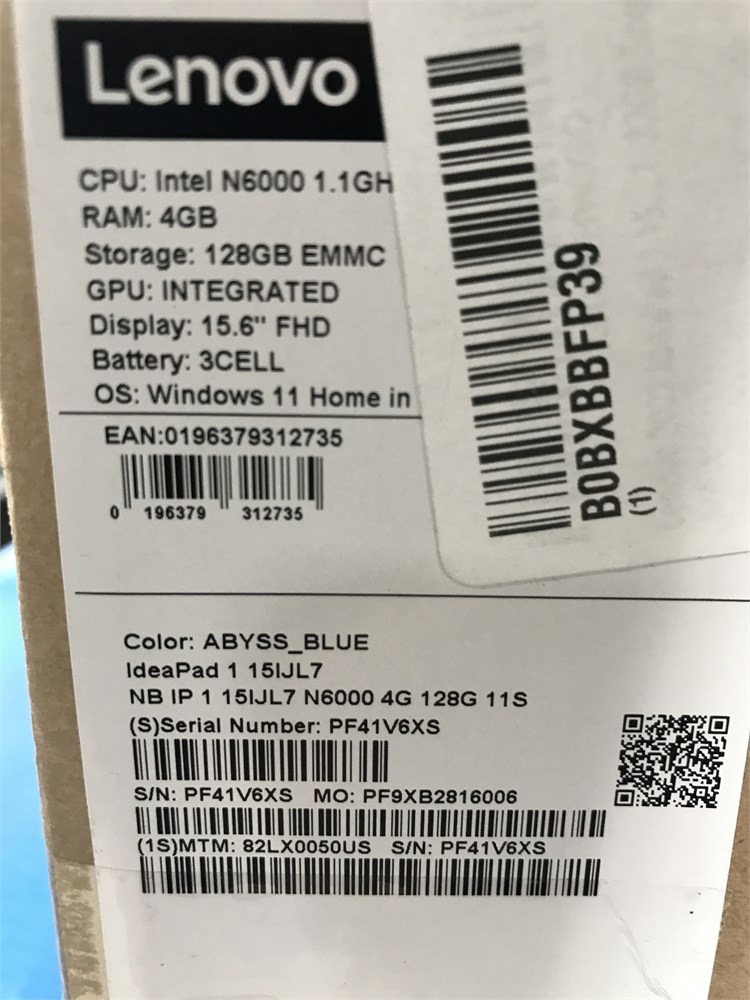 Lenovo
CPU: Intel N6000 1.1GH
RAM: 4GB
Storage: 128GB EMMC
GPU: INTEGRATED
Display: 15.6" FHD
Battery: 3CELL
OS: Windows 11 Home in
EAN:0196379312735
0 196379 312735
B0BXBBFP39
(1)
Color: ABYSS_BLUE
IdeaPad 1 15IJL7
NB IP 1 15IJL7 N6000 4G 128G 11S
(S)Serial Number: PF41V6XS
S/N: PF41V6XS MO: PF9XB2816006
(1S)MTM: 82LX0050US S/N: PF41V6XS